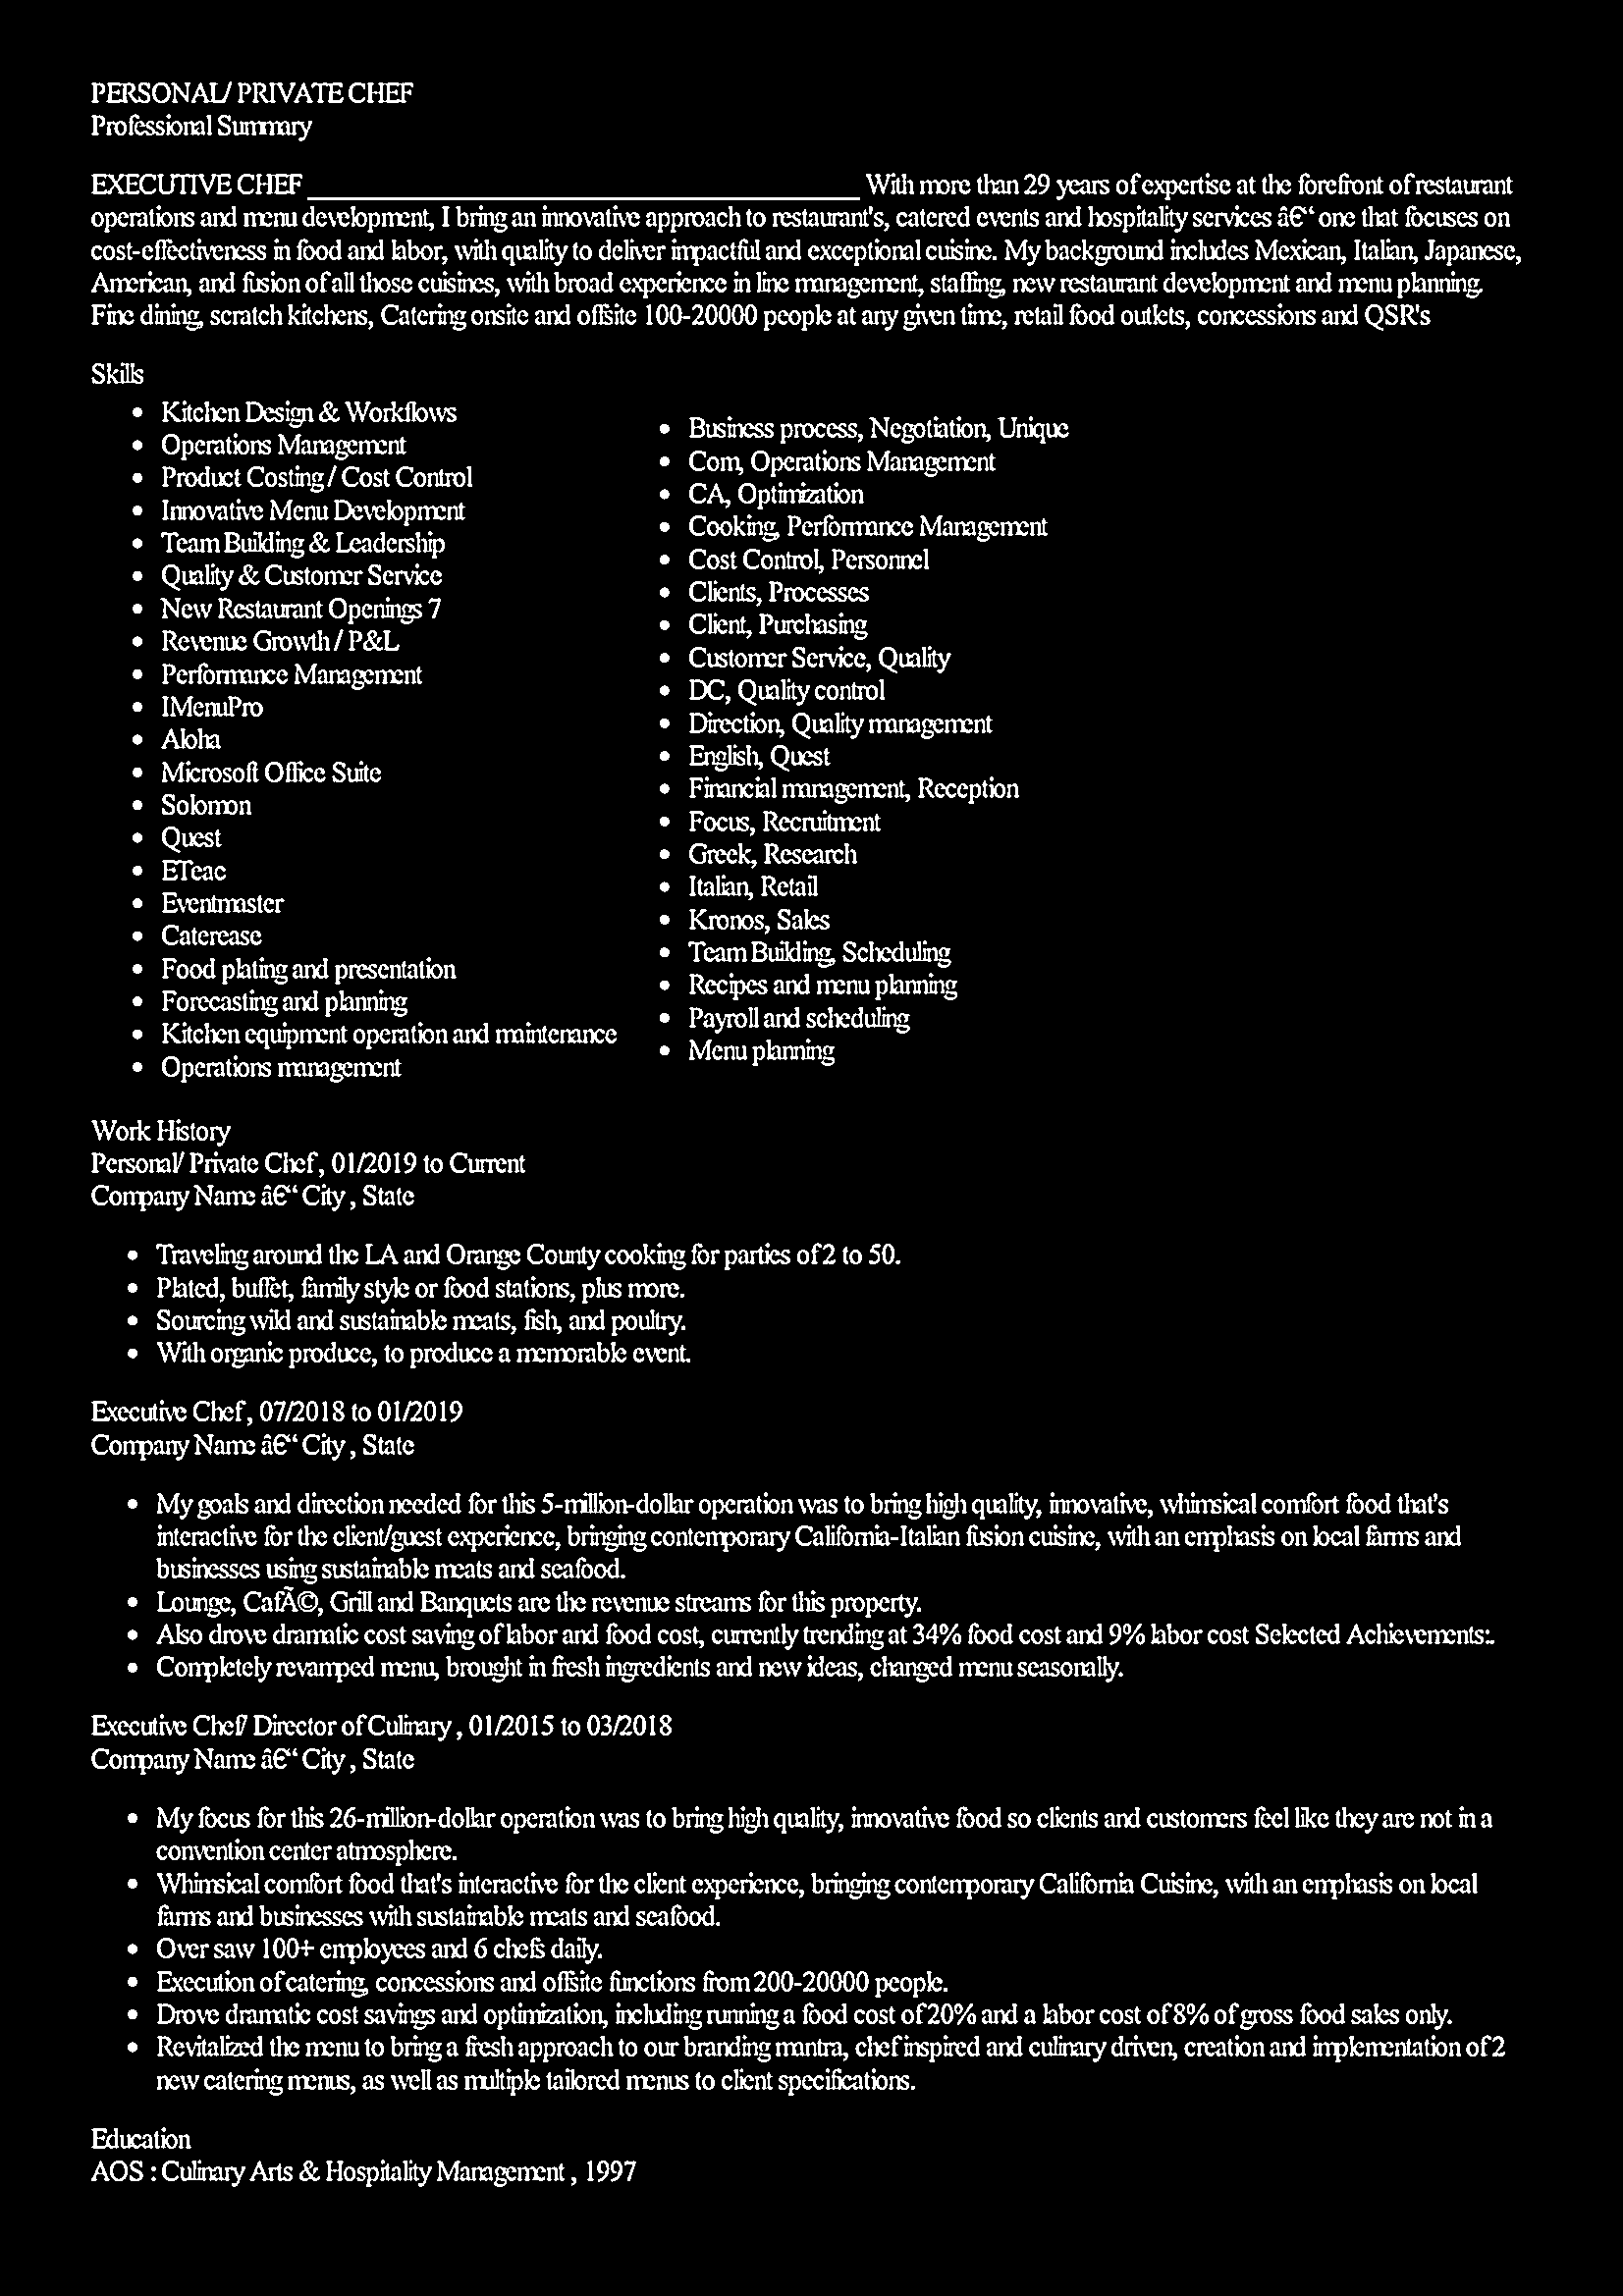 PERSONAL/ PRIVATE CHEF
Professional Summary
EXECUTIVE CHEF ________________________________________ With more than 29 years of expertise at the forefront of restaurant
operations and menu development, I bring an innovative approach to restaurant's, catered events and hospitality services â€“ one that focuses on
cost-effectiveness in food and labor, with quality to deliver impactful and exceptional cuisine. My background includes Mexican, Italian, Japanese,
American, and fusion of all those cuisines, with broad experience in line management, staffing, new restaurant development and menu planning.
Fine dining, scratch kitchens, Catering onsite and offsite 100-20000 people at any given time, retail food outlets, concessions and QSR's
Skills
• Kitchen Design & Workflows
• Operations Management
• Product Costing / Cost Control
• Innovative Menu Development
• Team Building & Leadership
• Quality & Customer Service
• New Restaurant Openings 7
• Revenue Growth / P&L
• Performance Management
• IMenuPro
• Aloha
• Microsoft Office Suite
• Solomon
• Quest
• ETeac
• Eventmaster
• Caterease
• Food plating and presentation
• Forecasting and planning
• Kitchen equipment operation and maintenance
• Operations management
• Business process, Negotiation, Unique
• Com, Operations Management
• CA, Optimization
• Cooking, Performance Management
• Cost Control, Personnel
• Clients, Processes
• Client, Purchasing
• Customer Service, Quality
• DC, Quality control
• Direction, Quality management
• English, Quest
• Financial management, Reception
• Focus, Recruitment
• Greek, Research
• Italian, Retail
• Kronos, Sales
• Team Building, Scheduling
• Recipes and menu planning
• Payroll and scheduling
• Menu planning
Work History
Personal/ Private Chef , 01/2019 to Current
Company Name â€“ City , State
• Traveling around the LA and Orange County cooking for parties of 2 to 50.
• Plated, buffet, family style or food stations, plus more.
• Sourcing wild and sustainable meats, fish, and poultry.
• With organic produce, to produce a memorable event.
Executive Chef , 07/2018 to 01/2019
Company Name â€“ City , State
• My goals and direction needed for this 5-million-dollar operation was to bring high quality, innovative, whimsical comfort food that's
interactive for the client/guest experience, bringing contemporary California-Italian fusion cuisine, with an emphasis on local farms and
businesses using sustainable meats and seafood.
• Lounge, CafÃ©, Grill and Banquets are the revenue streams for this property.
• Also drove dramatic cost saving of labor and food cost, currently trending at 34% food cost and 9% labor cost Selected Achievements:.
• Completely revamped menu, brought in fresh ingredients and new ideas, changed menu seasonally.
Executive Chef/ Director of Culinary , 01/2015 to 03/2018
Company Name â€“ City , State
• My focus for this 26-million-dollar operation was to bring high quality, innovative food so clients and customers feel like they are not in a
convention center atmosphere.
• Whimsical comfort food that's interactive for the client experience, bringing contemporary California Cuisine, with an emphasis on local
farms and businesses with sustainable meats and seafood.
• Over saw 100+ employees and 6 chefs daily.
• Execution of catering, concessions and offsite functions from 200-20000 people.
• Drove dramatic cost savings and optimization, including running a food cost of 20% and a labor cost of 8% of gross food sales only.
• Revitalized the menu to bring a fresh approach to our branding mantra, chef inspired and culinary driven, creation and implementation of 2
new catering menus, as well as multiple tailored menus to client specifications.
Education
AOS : Culinary Arts & Hospitality Management , 1997